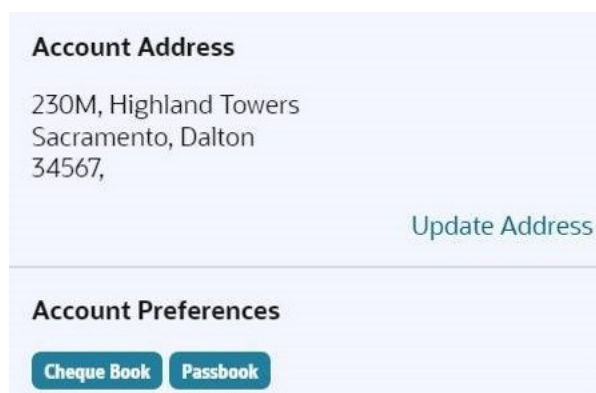 Account Address
230M, Highland Towers
Sacramento, Dalton
34567,
Update Address
Account Preferences
Cheque Book Passbook